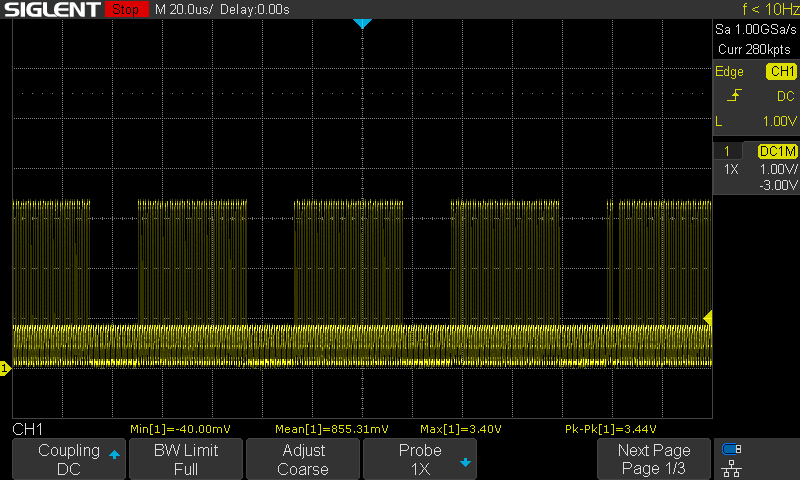 SIGLENT Stop M 20.0us/ Delay:0.00s f < 10Hz
Sa 1.00GSa/s
Curr 280kpts
Edge CH1
DC
L 1.00V
1 DC1M
1X 1.00V/
-3.00V
1
CH1 Min[1]=-40.00mV Mean[1]=855.31mV Max[1]=3.40V Pk-Pk[1]=3.44V
Coupling BW Limit Adjust Probe Next Page
DC Full Coarse 1X Page 1/3